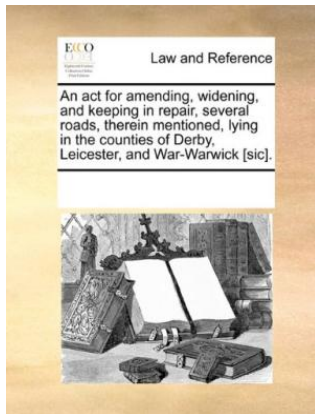 ECCO
Law and Reference
An act for amending, widening,
and keeping in repair, several
roads, therein mentioned, lying
in the counties of Derby,
Leicester, and War-Warwick [sic].